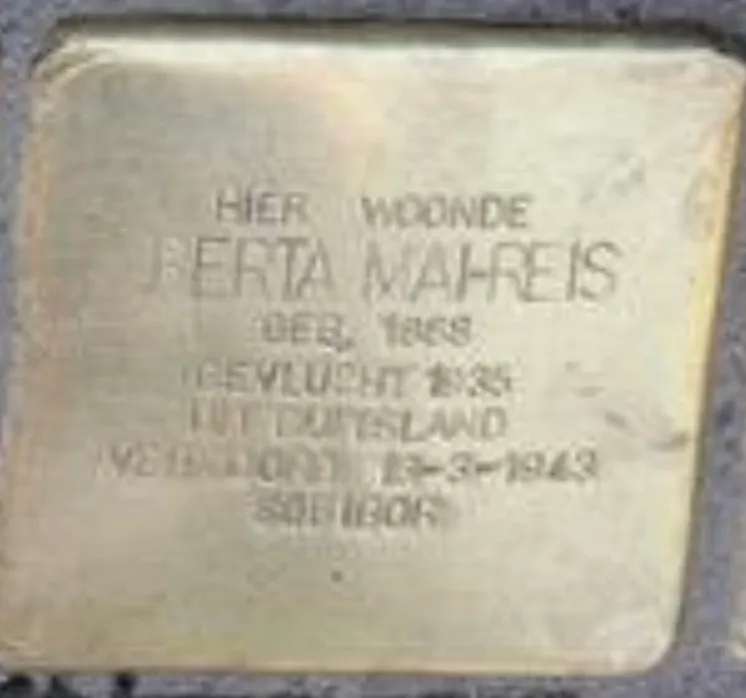 HIER WOONDE
BERTA MAI-REIS
GEB. 1868
GEVLUCHT 1935
UIT DUITSLAND
VERMOORD 13-3-1943
SOBIBOR